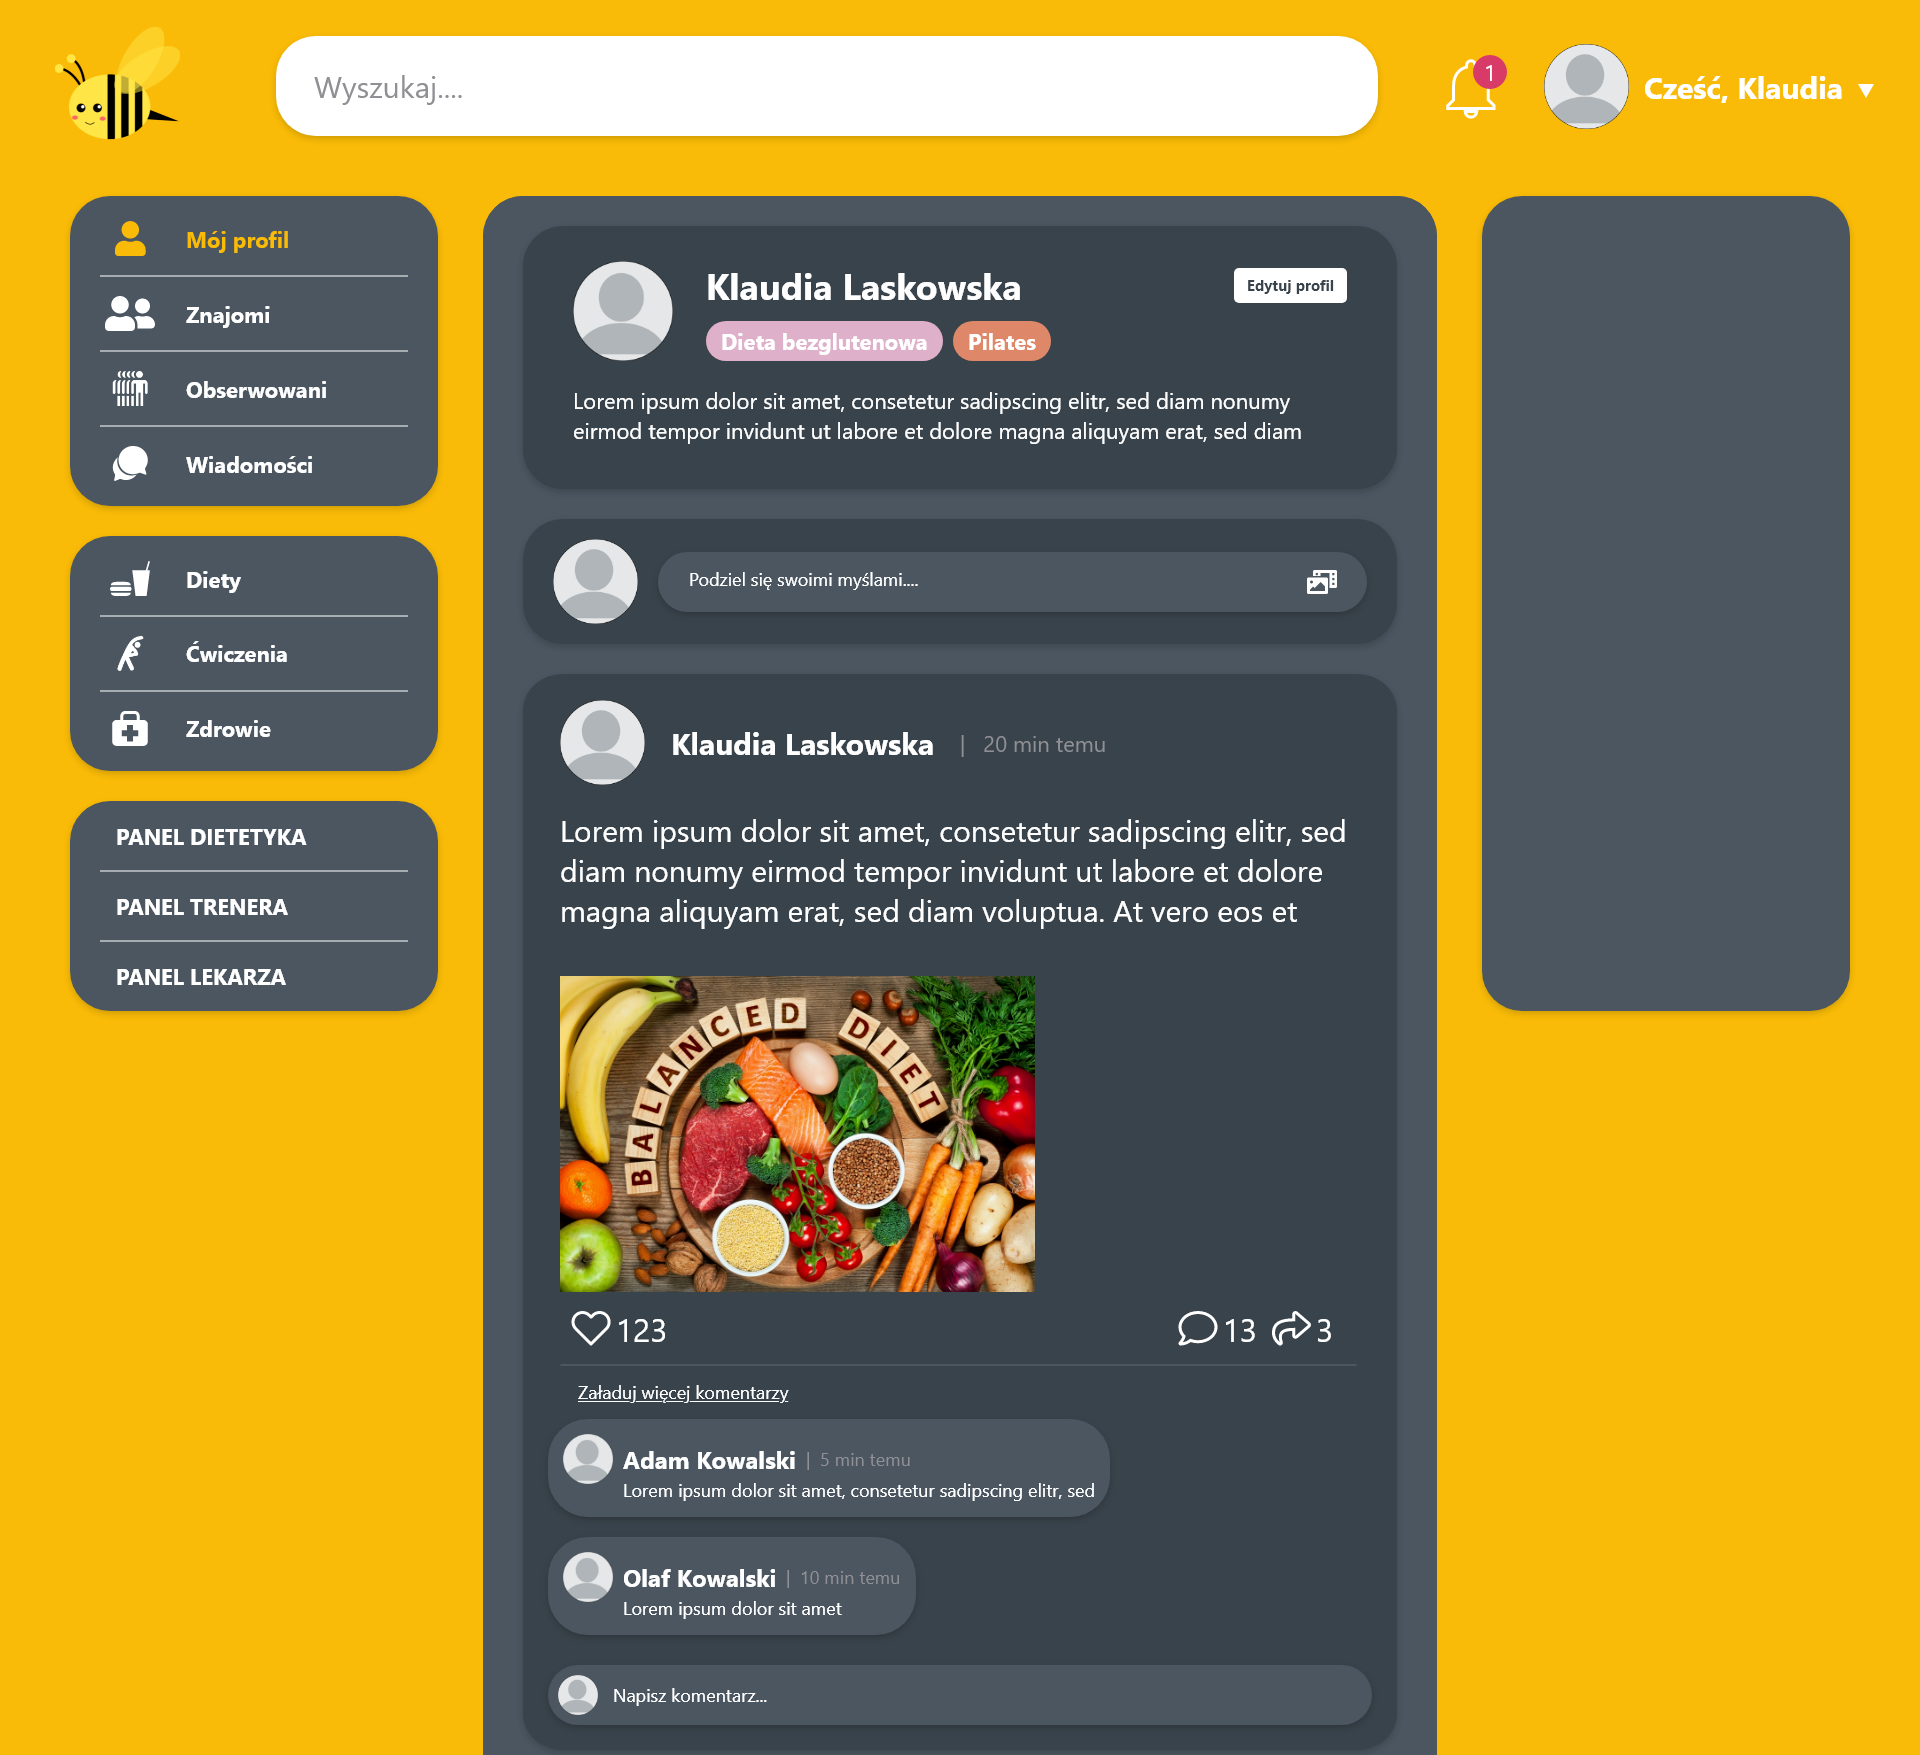 Wyszukaj....
1
Cześć, Klaudia
Mój profil
Znajomi
Obserwowani
Wiadomości
Diety
Ćwiczenia
Zdrowie
PANEL DIETETYKA
PANEL TRENERA
PANEL LEKARZA
Klaudia Laskowska
Edytuj profil
Dieta bezglutenowa
Pilates
Lorem ipsum dolor sit amet, consetetur sadipscing elitr, sed diam nonumy
eirmod tempor invidunt ut labore et dolore magna aliquyam erat, sed diam
Podziel się swoimi myślami....
Klaudia Laskowska | 20 min temu
Lorem ipsum dolor sit amet, consetetur sadipscing elitr, sed
diam nonumy eirmod tempor invidunt ut labore et dolore
magna aliquyam erat, sed diam voluptua. At vero eos et
BALANCED DIET
123
13
3
Załaduj więcej komentarzy
Adam Kowalski | 5 min temu
Lorem ipsum dolor sit amet, consetetur sadipscing elitr, sed
Olaf Kowalski | 10 min temu
Lorem ipsum dolor sit amet
Napisz komentarz...